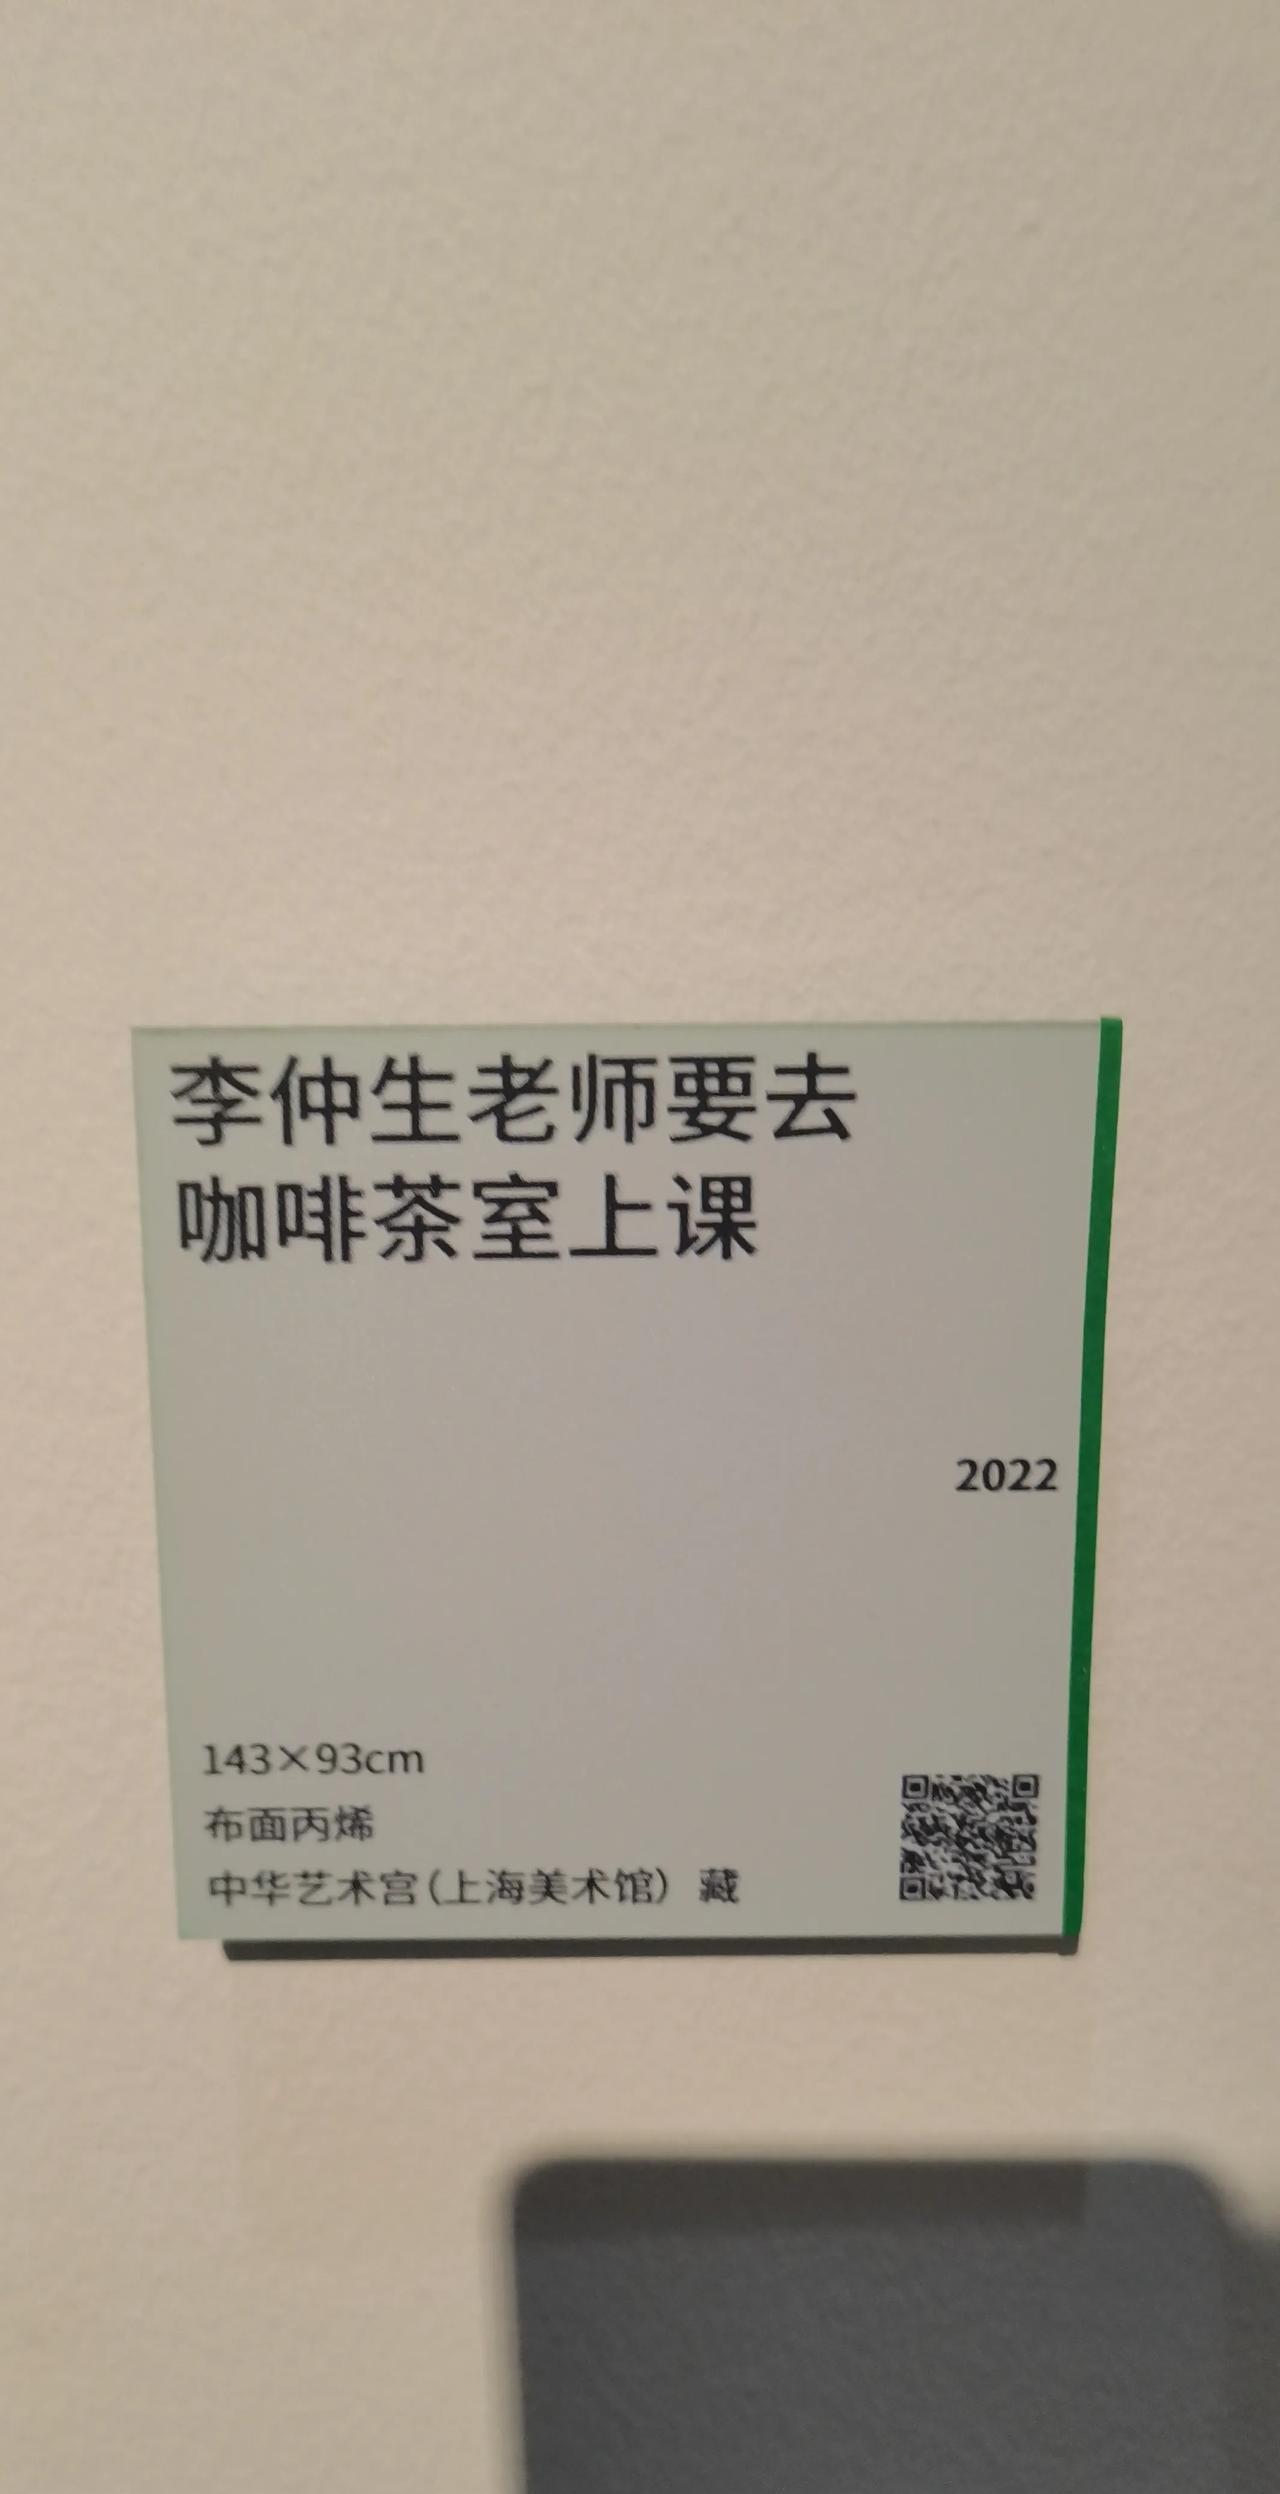 李仲生老师要去
咖啡茶室上课
2022
143×93cm
布面丙烯
中华艺术宫(上海美术馆) 藏